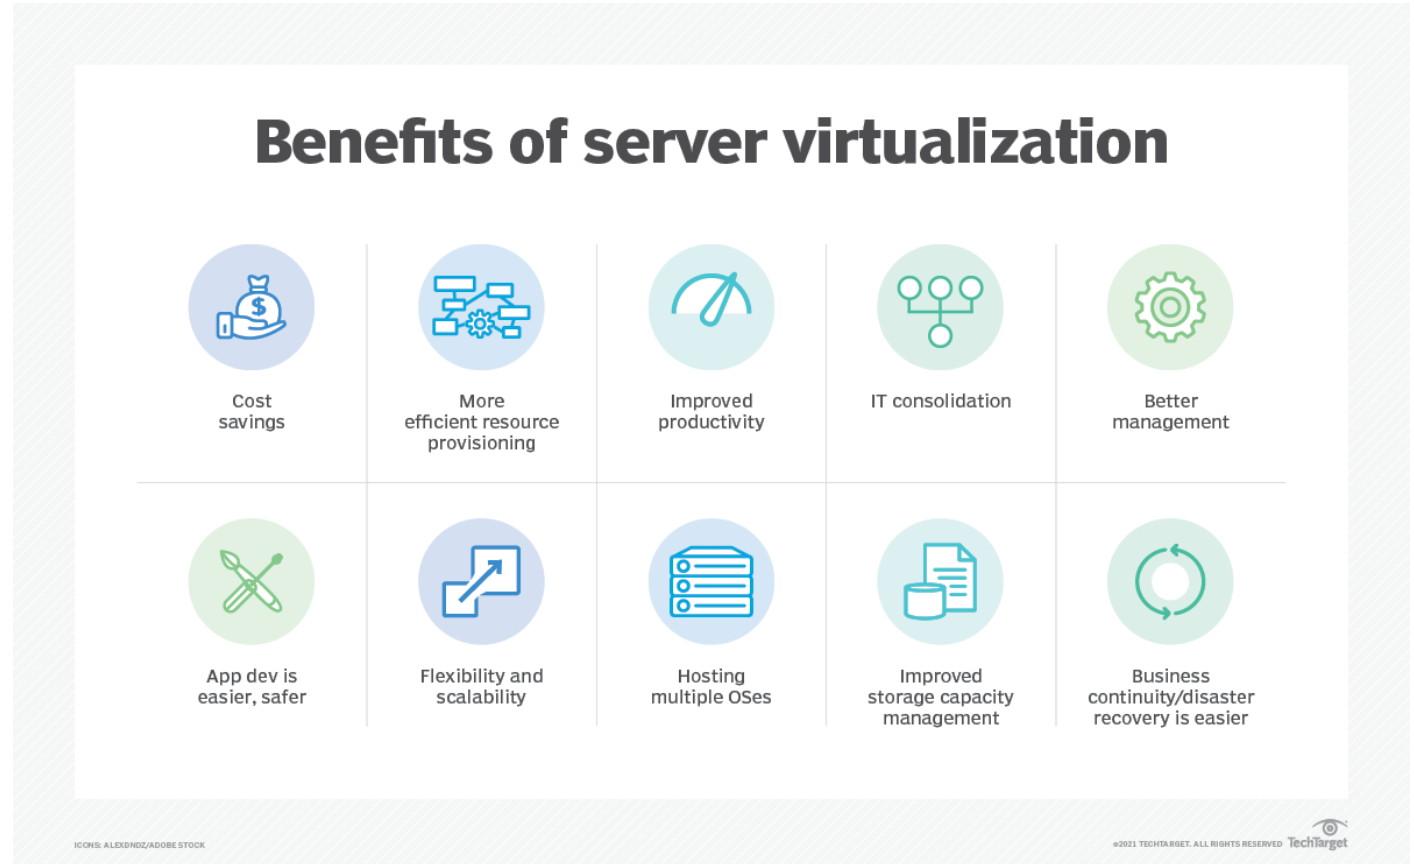 Benefits of server virtualization
$
Cost
savings
More
efficient resource
provisioning
Improved
productivity
IT consolidation
Better
management
App dev is
easier, safer
Flexibility and
scalability
Hosting
multiple OSes
Improved
storage capacity
management
Business
continuity/disaster
recovery is easier
ICONS: ALEXDNDZ/ADOBE STOCK
©2021 TECHTARGET. ALL RIGHTS RESERVED TechTarget